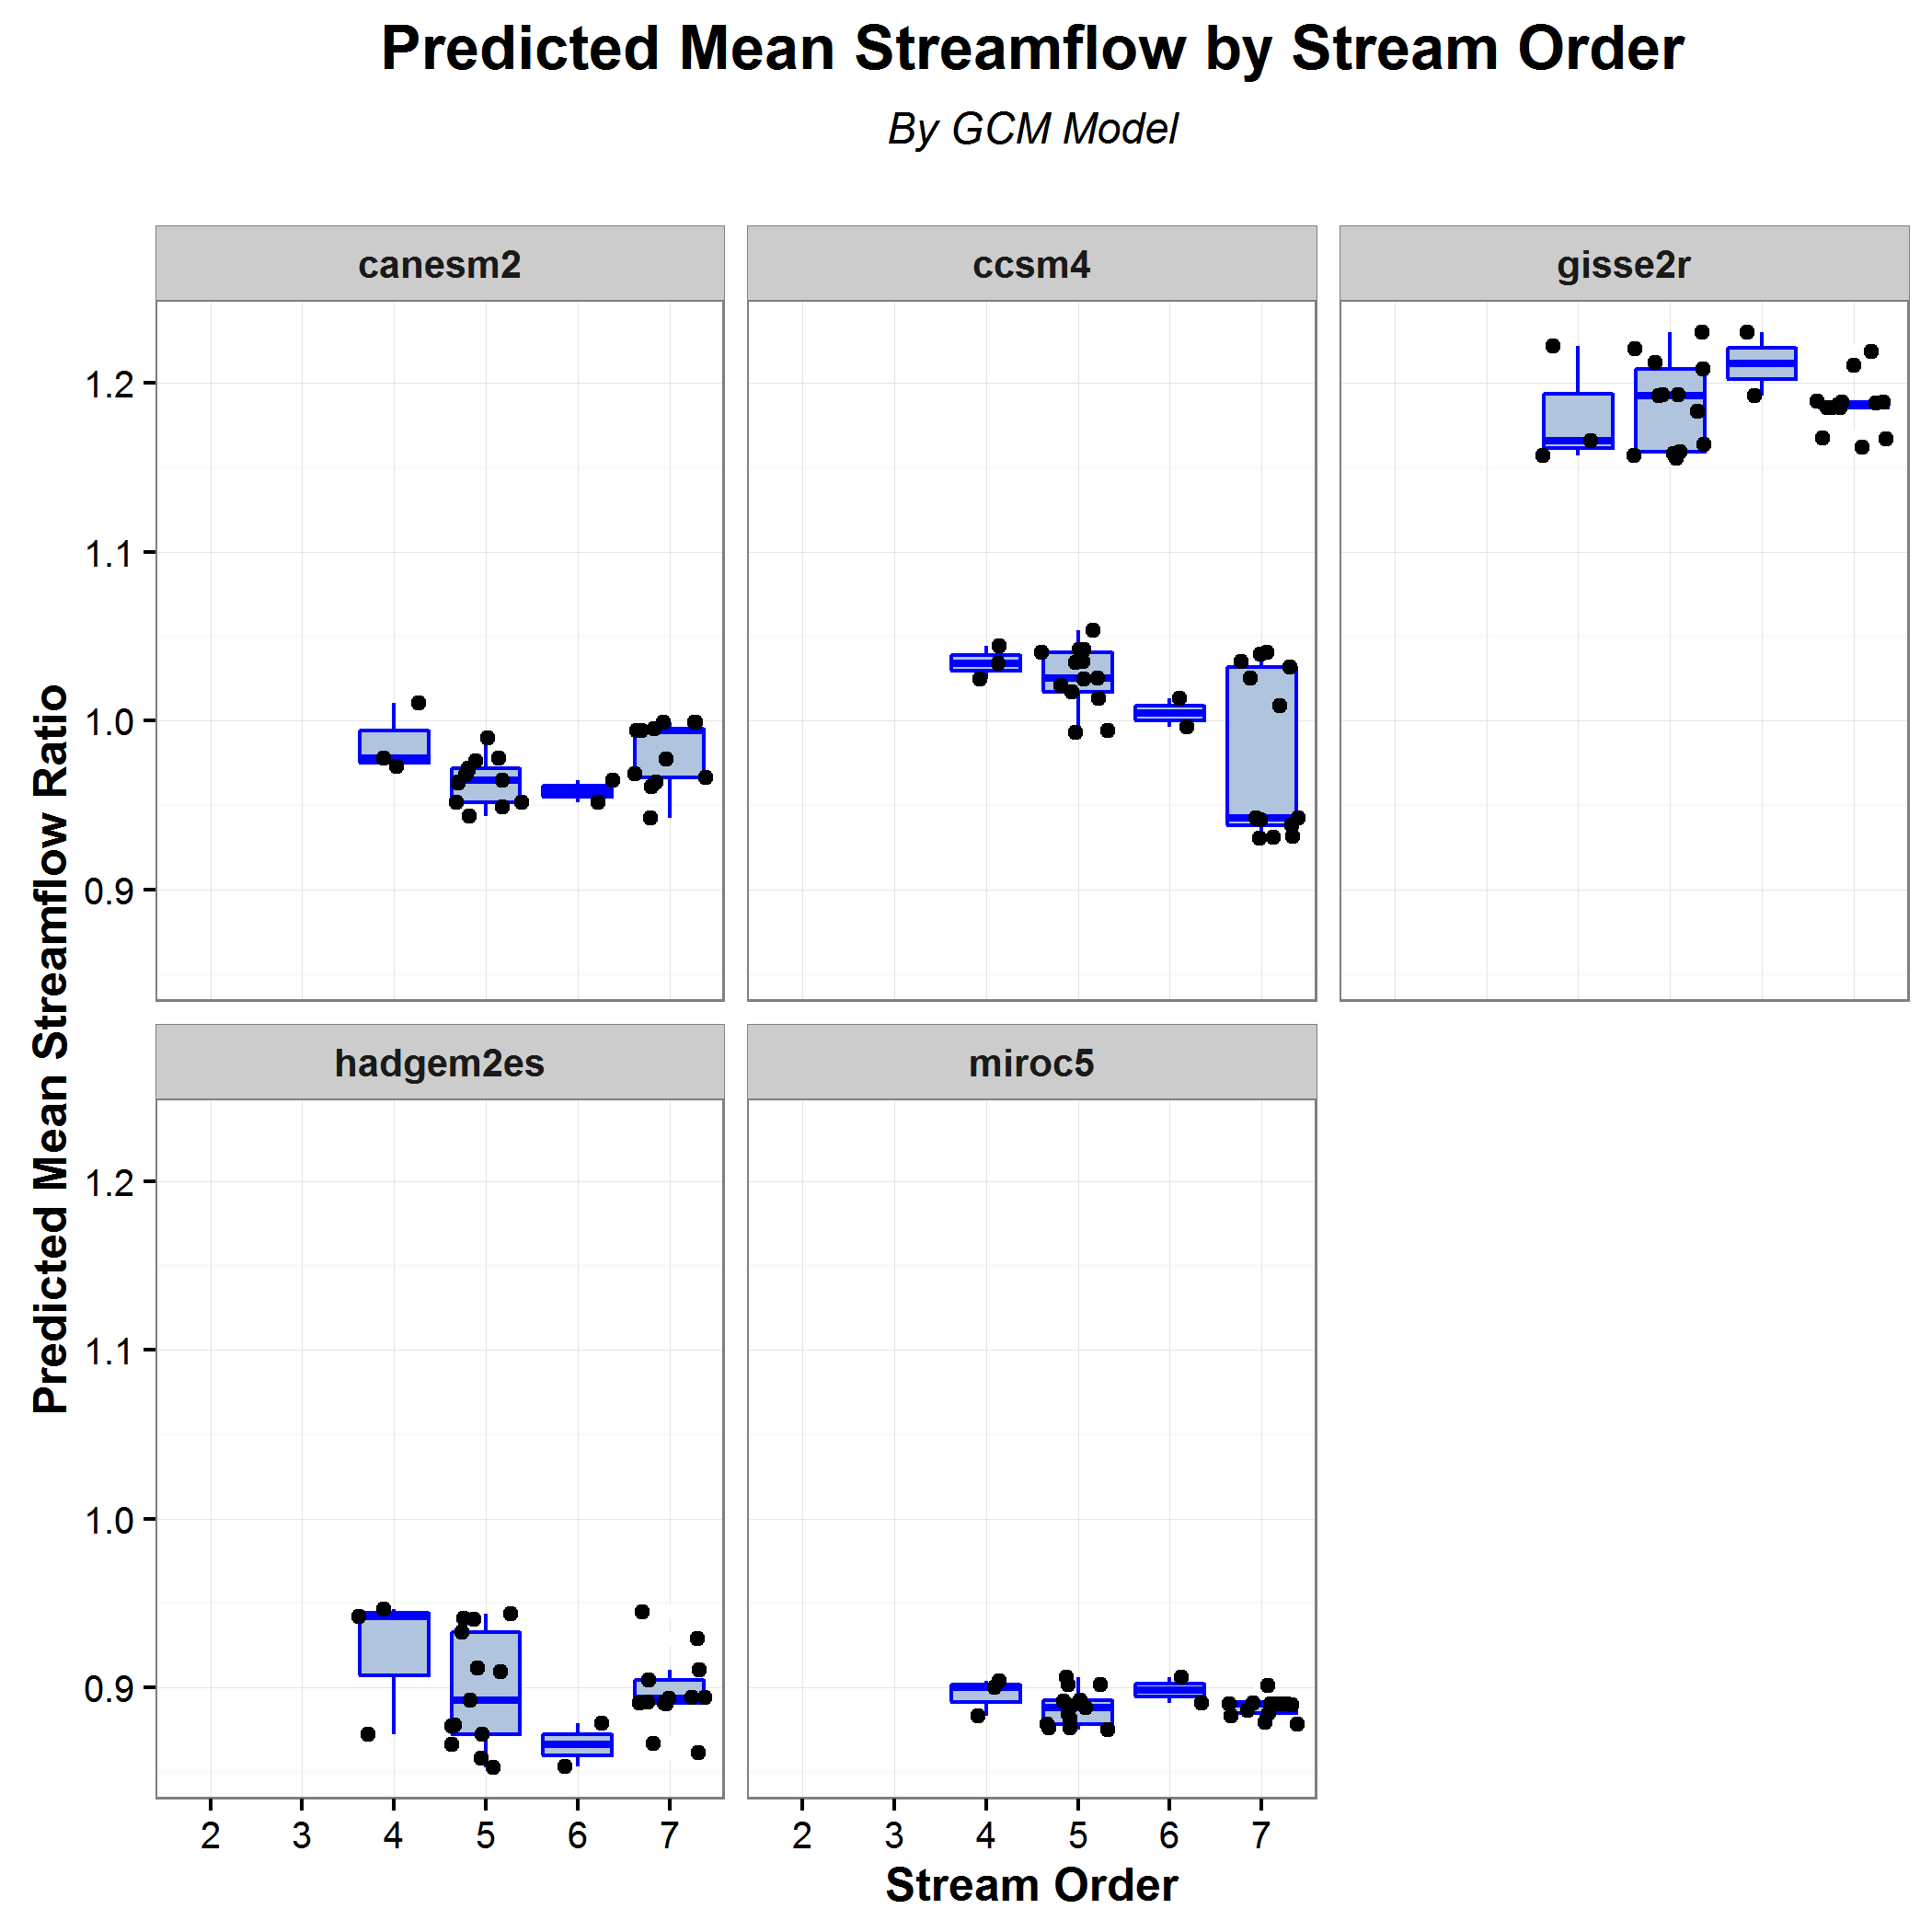 Predicted Mean Streamflow by Stream Order
By GCM Model
canesm2
ccsm4
gisse2r
1.2
1.1
1.0
0.9
Predicted Mean Streamflow Ratio
hadgem2es
miroc5
1.2
1.1
1.0
0.9
2 3 4 5 6 7
2 3 4 5 6 7
Stream Order